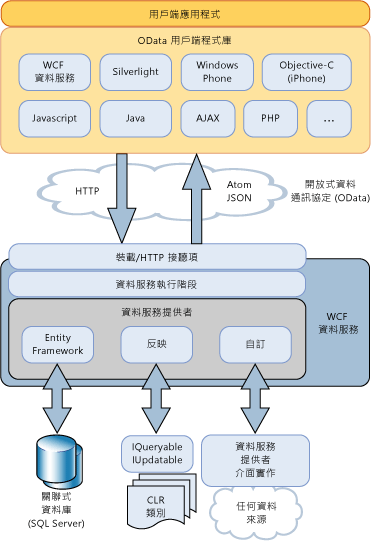 用戶端應用程式
OData 用戶端程式庫
WCF
資料服務
Silverlight
Windows
Phone
Objective-C
(iPhone)
Javascript
Java
AJAX
PHP
...
HTTP
Atom
JSON
開放式資料
通訊協定 (OData)
裝載/HTTP 接聽項
資料服務執行階段
資料服務提供者
Entity
Framework
反映
自訂
WCF
資料服務
關聯式
資料庫
(SQL Server)
IQueryable
IUpdatable
CLR
類別
資料服務
提供者
介面實作
任何資料
來源